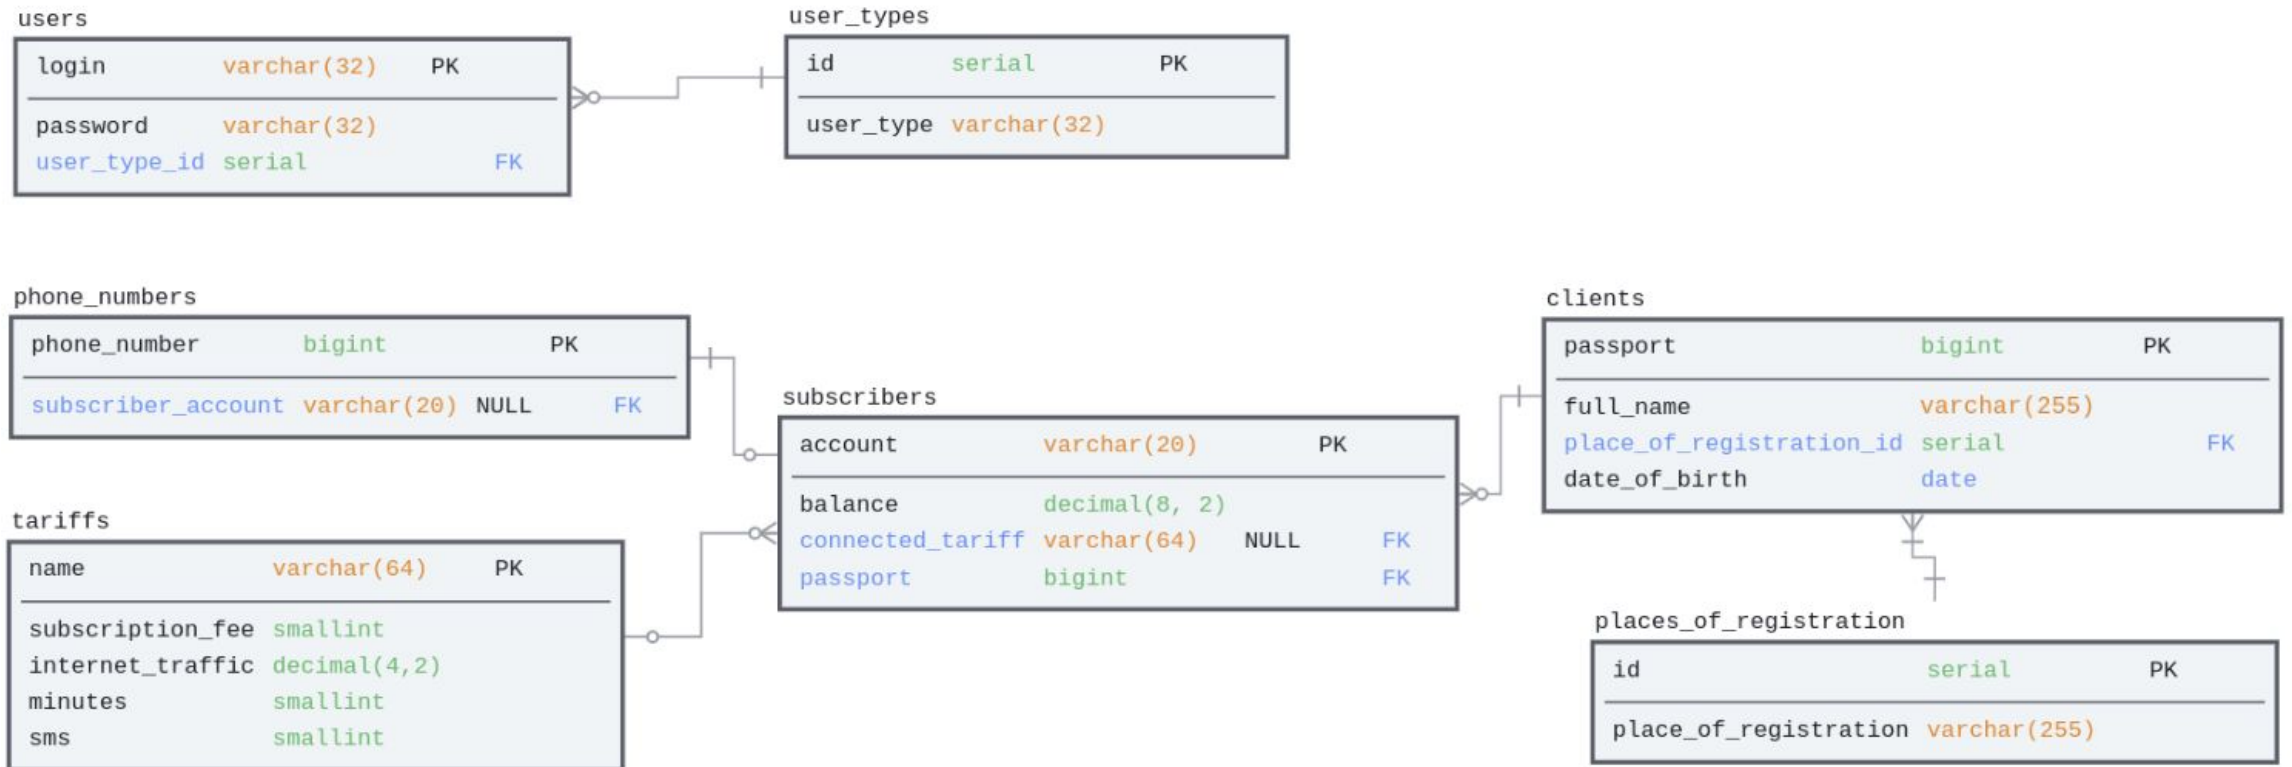 users
login varchar(32) PK
password varchar(32)
user_type_id serial FK
user_types
id serial PK
user_type varchar(32)
phone_numbers
phone_number bigint PK
subscriber_account varchar(20) NULL FK
subscribers
account varchar(20) PK
balance decimal(8, 2)
connected_tariff varchar(64) NULL FK
passport bigint FK
clients
passport bigint PK
full_name varchar(255)
place_of_registration_id serial FK
date_of_birth date
tariffs
name varchar(64) PK
subscription_fee smallint
internet_traffic decimal(4,2)
minutes smallint
sms smallint
places_of_registration
id serial PK
place_of_registration varchar(255)